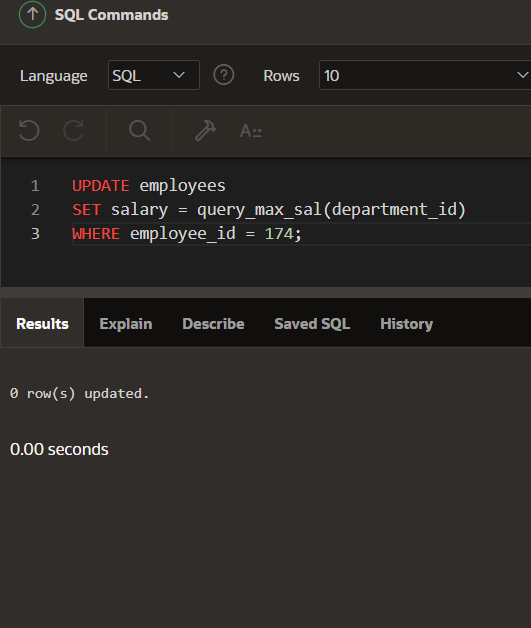 SQL Commands
Language SQL ? Rows 10
A::
1 UPDATE employees
2 SET salary = query_max_sal(department_id)
3 WHERE employee_id = 174;
Results Explain Describe Saved SQL History
0 row(s) updated.
0.00 seconds